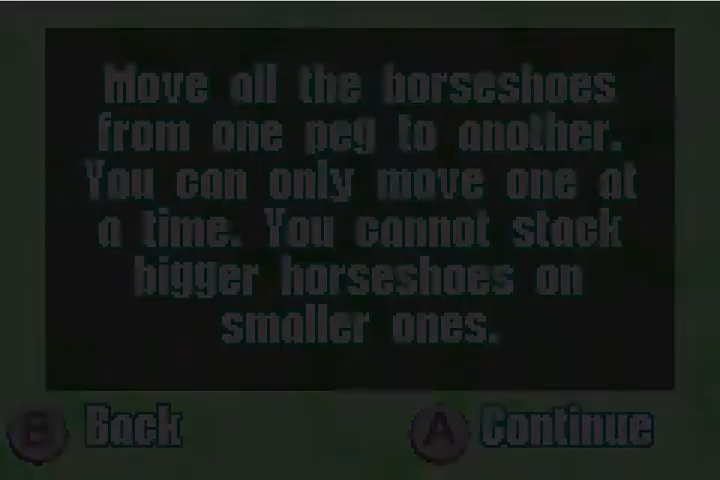 Move all the horseshoes
from one peg to another.
You can only move one at
a time. You cannot stack
bigger horseshoes on
smaller ones.
B Back
A Continue